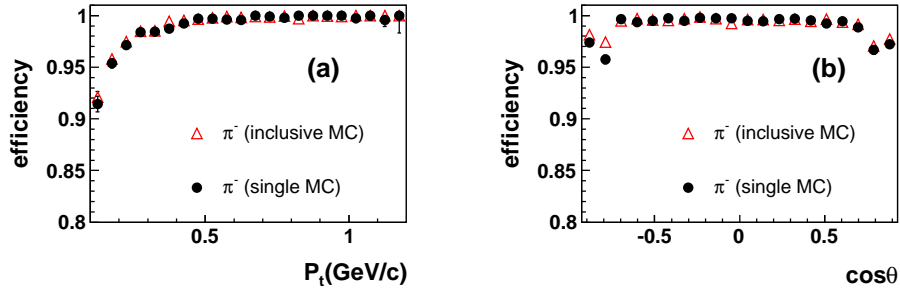 efficiency
1
0.95
0.9
0.85
0.8
(a)
π- (inclusive MC)
π- (single MC)
0.5
1
Pt(GeV/c)
efficiency
1
0.95
0.9
0.85
0.8
(b)
π- (inclusive MC)
π- (single MC)
-0.5
0
0.5
cosθ